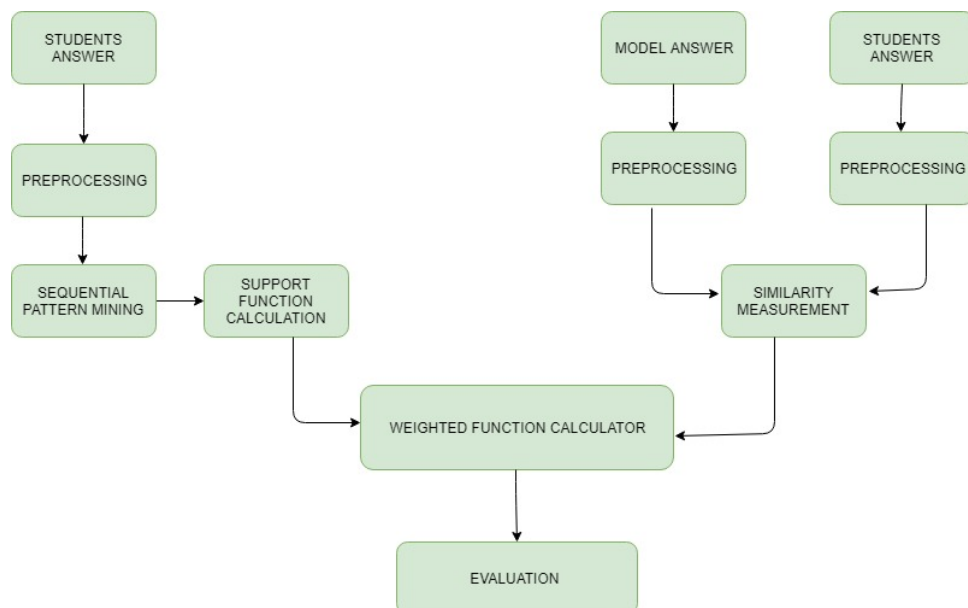 STUDENTS
ANSWER
MODEL ANSWER
STUDENTS
ANSWER
PREPROCESSING
PREPROCESSING
PREPROCESSING
SEQUENTIAL
PATTERN MINING
SUPPORT
FUNCTION
CALCULATION
SIMILARITY
MEASUREMENT
WEIGHTED FUNCTION CALCULATOR
EVALUATION